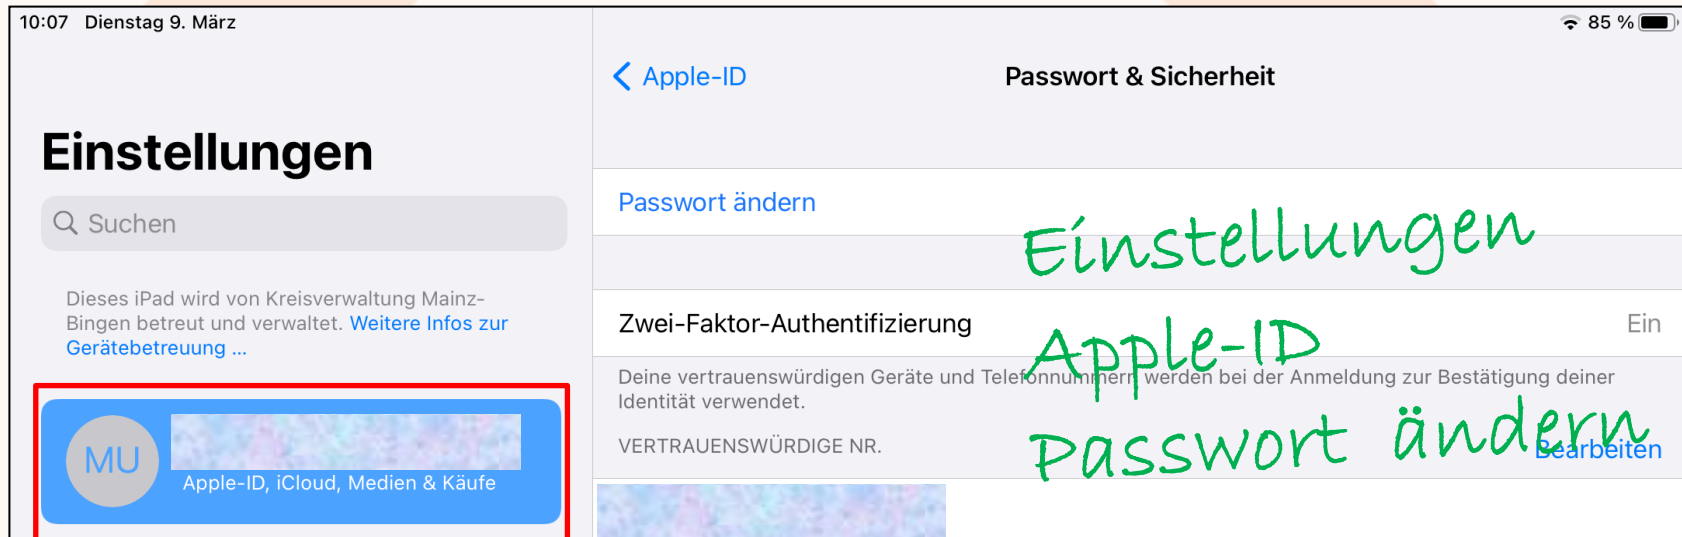 10:07 Dienstag 9. März
85 %
Einstellungen
Suchen
Dieses iPad wird von Kreisverwaltung Mainz-
Bingen betreut und verwaltet. Weitere Infos zur
Gerätebetreuung ...
MU
Apple-ID, iCloud, Medien & Käufe
Apple-ID
Passwort & Sicherheit
Passwort ändern
Einstellungen
Zwei-Faktor-Authentifizierung
Ein
Apple-ID
Deine vertrauenswürdigen Geräte und Telefonnummern werden bei der Anmeldung zur Bestätigung deiner
Identität verwendet.
Passwort ändern
VERTRAUENSWÜRDIGE NR.
Bearbeiten